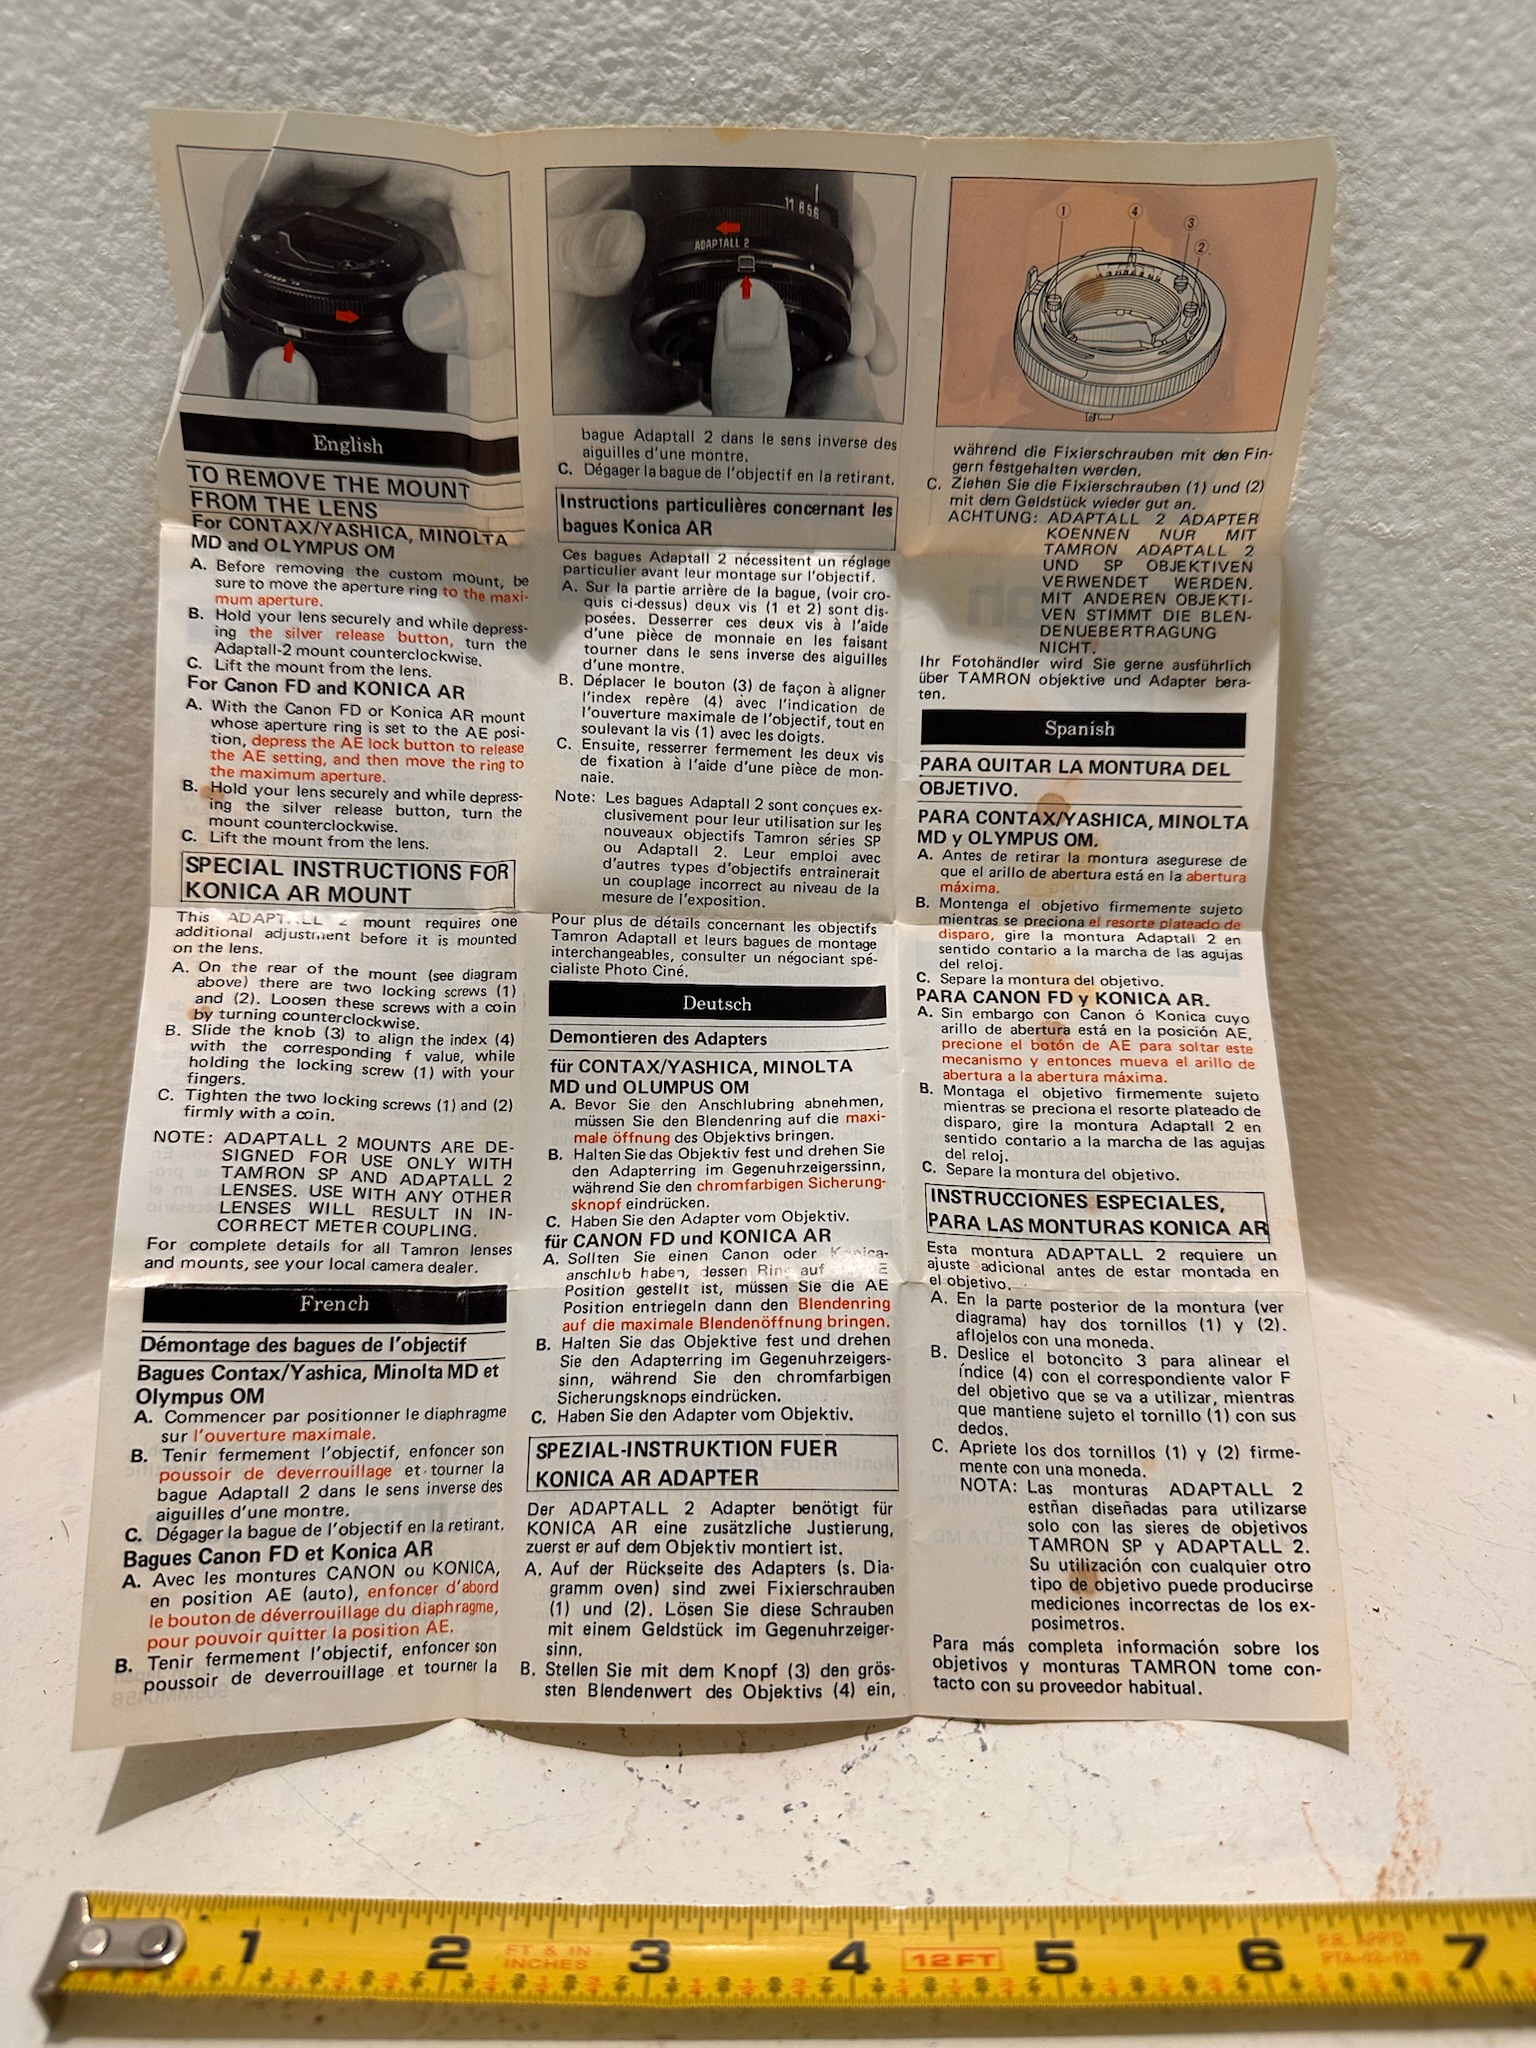 11 8 5.6
ADAPTALL 2
1
4
3
2
English
TO REMOVE THE MOUNT
FROM THE LENS
For CONTAX/YASHICA, MINOLTA
MD and OLYMPUS OM
A. Before removing the custom mount, be
sure to move the aperture ring to the maxi-
mum aperture.
B. Hold your lens securely and while depress-
ing the silver release button, turn the
Adaptall-2 mount counterclockwise.
C. Lift the mount from the lens.
For Canon FD and KONICA AR
A. With the Canon FD or Konica AR mount
whose aperture ring is set to the AE posi-
tion, depress the AE lock button to release
the AE setting, and then move the ring to
the maximum aperture.
B. Hold your lens securely and while depress-
ing the silver release button, turn the
mount counterclockwise.
C. Lift the mount from the lens.
SPECIAL INSTRUCTIONS FOR
KONICA AR MOUNT
This ADAPTALL 2 mount requires one
additional adjustment before it is mounted
on the lens.
A. On the rear of the mount (see diagram
above) there are two locking screws (1)
and (2). Loosen these screws with a coin
by turning counterclockwise.
B. Slide the knob (3) to align the index (4)
with the corresponding f value, while
holding the locking screw (1) with your
fingers.
C. Tighten the two locking screws (1) and (2)
firmly with a coin.
NOTE: ADAPTALL 2 MOUNTS ARE DE-
SIGNED FOR USE ONLY WITH
TAMRON SP AND ADAPTALL 2
LENSES. USE WITH ANY OTHER
LENSES WILL RESULT IN IN-
CORRECT METER COUPLING.
For complete details for all Tamron lenses
and mounts, see your local camera dealer.
French
Démontage des bagues de l'objectif
Bagues Contax/Yashica, Minolta MD et
Olympus OM
A. Commencer par positionner le diaphragme
sur l'ouverture maximale.
B. Tenir fermement l'objectif, enfoncer son
poussoir de deverrouillage et tourner la
bague Adaptall 2 dans le sens inverse des
aiguilles d'une montre.
C. Dégager la bague de l'objectif en la retirant.
Bagues Canon FD et Konica AR
A. Avec les montures CANON ou KONICA,
en position AE (auto), enfoncer d'abord
le bouton de déverrouillage du diaphragme,
pour pouvoir quitter la position AE.
B. Tenir fermement l'objectif, enfoncer son
poussoir de deverrouillage et tourner la
bague Adaptall 2 dans le sens inverse des
aiguilles d'une montre.
C. Dégager la bague de l'objectif en la retirant.
Instructions particulières concernant les
bagues Konica AR
Ces bagues Adaptall 2 nécessitent un réglage
particulier avant leur montage sur l'objectif.
A. Sur la partie arrière de la bague, (voir cro-
quis ci-dessus) deux vis (1 et 2) sont dis-
posées. Desserrer ces deux vis à l'aide
d'une pièce de monnaie en les faisant
tourner dans le sens inverse des aiguilles
d'une montre.
B. Déplacer le bouton (3) de façon à aligner
l'index repère (4) avec l'indication de
l'ouverture maximale de l'objectif, tout en
soulevant la vis (1) avec les doigts.
C. Ensuite, resserrer fermement les deux vis
de fixation à l'aide d'une pièce de mon-
naie.
Note: Les bagues Adaptall 2 sont conçues ex-
clusivement pour leur utilisation sur les
nouveaux objectifs Tamron séries SP
ou Adaptall 2. Leur emploi avec
d'autres types d'objectifs entrainerait
un couplage incorrect au niveau de la
mesure de l'exposition.
Pour plus de détails concernant les objectifs
Tamron Adaptall et leurs bagues de montage
interchangeables, consulter un négociant spé-
cialiste Photo Ciné.
Deutsch
Demontieren des Adapters
für CONTAX/YASHICA, MINOLTA
MD und OLUMPUS OM
A. Bevor Sie den Anschlubring abnehmen,
müssen Sie den Blendenring auf die maxi-
male öffnung des Objektivs bringen.
B. Halten Sie das Objektiv fest und drehen Sie
den Adapterring im Gegenuhrzeigerssinn,
während Sie den chromfarbigen Sicherung-
sknopf eindrücken.
C. Haben Sie den Adapter vom Objektiv.
für CANON FD und KONICA AR
A. Sollten Sie einen Canon oder Konica-
anschlub haben, dessen Ring auf
Position gestellt ist, müssen Sie die AE
Position entriegeln dann den Blendenring
auf die maximale Blendenöffnung bringen.
B. Halten Sie das Objektive fest und drehen
Sie den Adapterring im Gegenuhrzeigers-
sinn, während Sie den chromfarbigen
Sicherungsknops eindrücken.
C. Haben Sie den Adapter vom Objektiv.
SPEZIAL-INSTRUKTION FUER
KONICA AR ADAPTER
Der ADAPTALL 2 Adapter benötigt für
KONICA AR eine zusätzliche Justierung,
zuerst er auf dem Objektiv montiert ist.
A. Auf der Rückseite des Adapters (s. Dia-
gramm oven) sind zwei Fixierschrauben
(1) und (2). Lösen Sie diese Schrauben
mit einem Geldstück im Gegenuhrzeiger-
sinn.
B. Stellen Sie mit dem Knopf (3) den grös-
sten Blendenwert des Objektivs (4) ein,
während die Fixierschrauben mit den Fin-
gern festgehalten werden.
C. Ziehen Sie die Fixierschrauben (1) und (2)
mit dem Geldstück wieder gut an.
ACHTUNG: ADAPTALL 2 ADAPTER
KOENNEN NUR MIT
TAMRON ADAPTALL 2
UND SP OBJEKTIVEN
VERWENDET WERDEN.
MIT ANDEREN OBJEKTI-
VEN STIMMT DIE BLEN-
DENUEBERTRAGUNG
NICHT.
Ihr Fotohändler wird Sie gerne ausführlich
über TAMRON objektive und Adapter bera-
ten.
Spanish
PARA QUITAR LA MONTURA DEL
OBJETIVO.
PARA CONTAX/YASHICA, MINOLTA
MD y OLYMPUS OM.
A. Antes de retirar la montura asegurese de
que el arillo de abertura está en la abertura
máxima.
B. Montenga el objetivo firmemente sujeto
mientras se preciona el resorte plateado de
disparo, gire la montura Adaptall 2 en
sentido contario a la marcha de las agujas
del reloj.
C. Separe la montura del objetivo.
PARA CANON FD y KONICA AR.
A. Sin embargo con Canon ó Konica cuyo
arillo de abertura está en la posición AE,
precione el botón de AE para soltar este
mecanismo y entonces mueva el arillo de
abertura a la abertura máxima.
B. Montaga el objetivo firmemente sujeto
mientras se preciona el resorte plateado de
disparo, gire la montura Adaptall 2 en
sentido contario a la marcha de las agujas
del reloj.
C. Separe la montura del objetivo.
INSTRUCCIONES ESPECIALES,
PARA LAS MONTURAS KONICA AR
Esta montura ADAPTALL 2 requiere un
ajuste adicional antes de estar montada en
el objetivo.
A. En la parte posterior de la montura (ver
diagrama) hay dos tornillos (1) y (2).
aflojelos con una moneda.
B. Deslice el botoncito 3 para alinear el
índice (4) con el correspondiente valor F
del objetivo que se va a utilizar, mientras
que mantiene sujeto el tornillo (1) con sus
dedos.
C. Apriete los dos tornillos (1) y (2) firme-
mente con una moneda.
NOTA: Las monturas ADAPTALL 2
estñan diseñadas para utilizarse
solo con las sieres de objetivos
TAMRON SP y ADAPTALL 2.
Su utilización con cualquier otro
tipo de objetivo puede producirse
mediciones incorrectas de los ex-
posimetros.
Para más completa información sobre los
objetivos y monturas TAMRON tome con-
tacto con su proveedor habitual.
1 2 FT & IN INCHES 3 4 12 FT 5 6 7